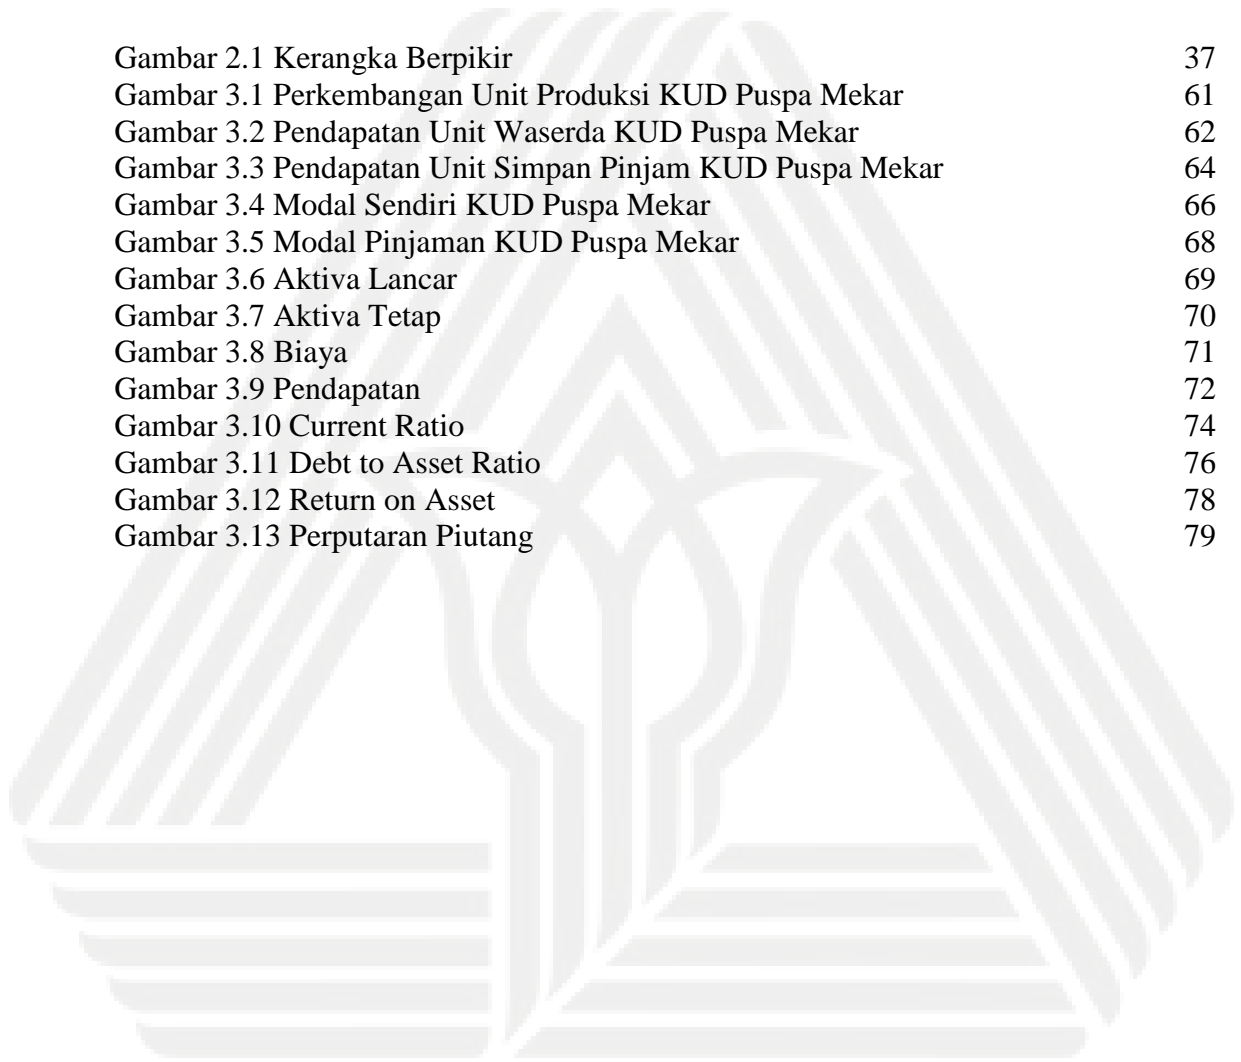 Gambar 2.1 Kerangka Berpikir 37
Gambar 3.1 Perkembangan Unit Produksi KUD Puspa Mekar 61
Gambar 3.2 Pendapatan Unit Waserda KUD Puspa Mekar 62
Gambar 3.3 Pendapatan Unit Simpan Pinjam KUD Puspa Mekar 64
Gambar 3.4 Modal Sendiri KUD Puspa Mekar 66
Gambar 3.5 Modal Pinjaman KUD Puspa Mekar 68
Gambar 3.6 Aktiva Lancar 69
Gambar 3.7 Aktiva Tetap 70
Gambar 3.8 Biaya 71
Gambar 3.9 Pendapatan 72
Gambar 3.10 Current Ratio 74
Gambar 3.11 Debt to Asset Ratio 76
Gambar 3.12 Return on Asset 78
Gambar 3.13 Perputaran Piutang 79